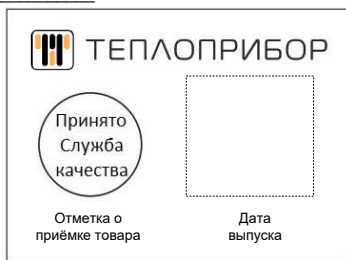 ТЕПЛОПРИБОР
Принято
Служба
качества
Отметка о
приёмке товара
Дата
выпуска